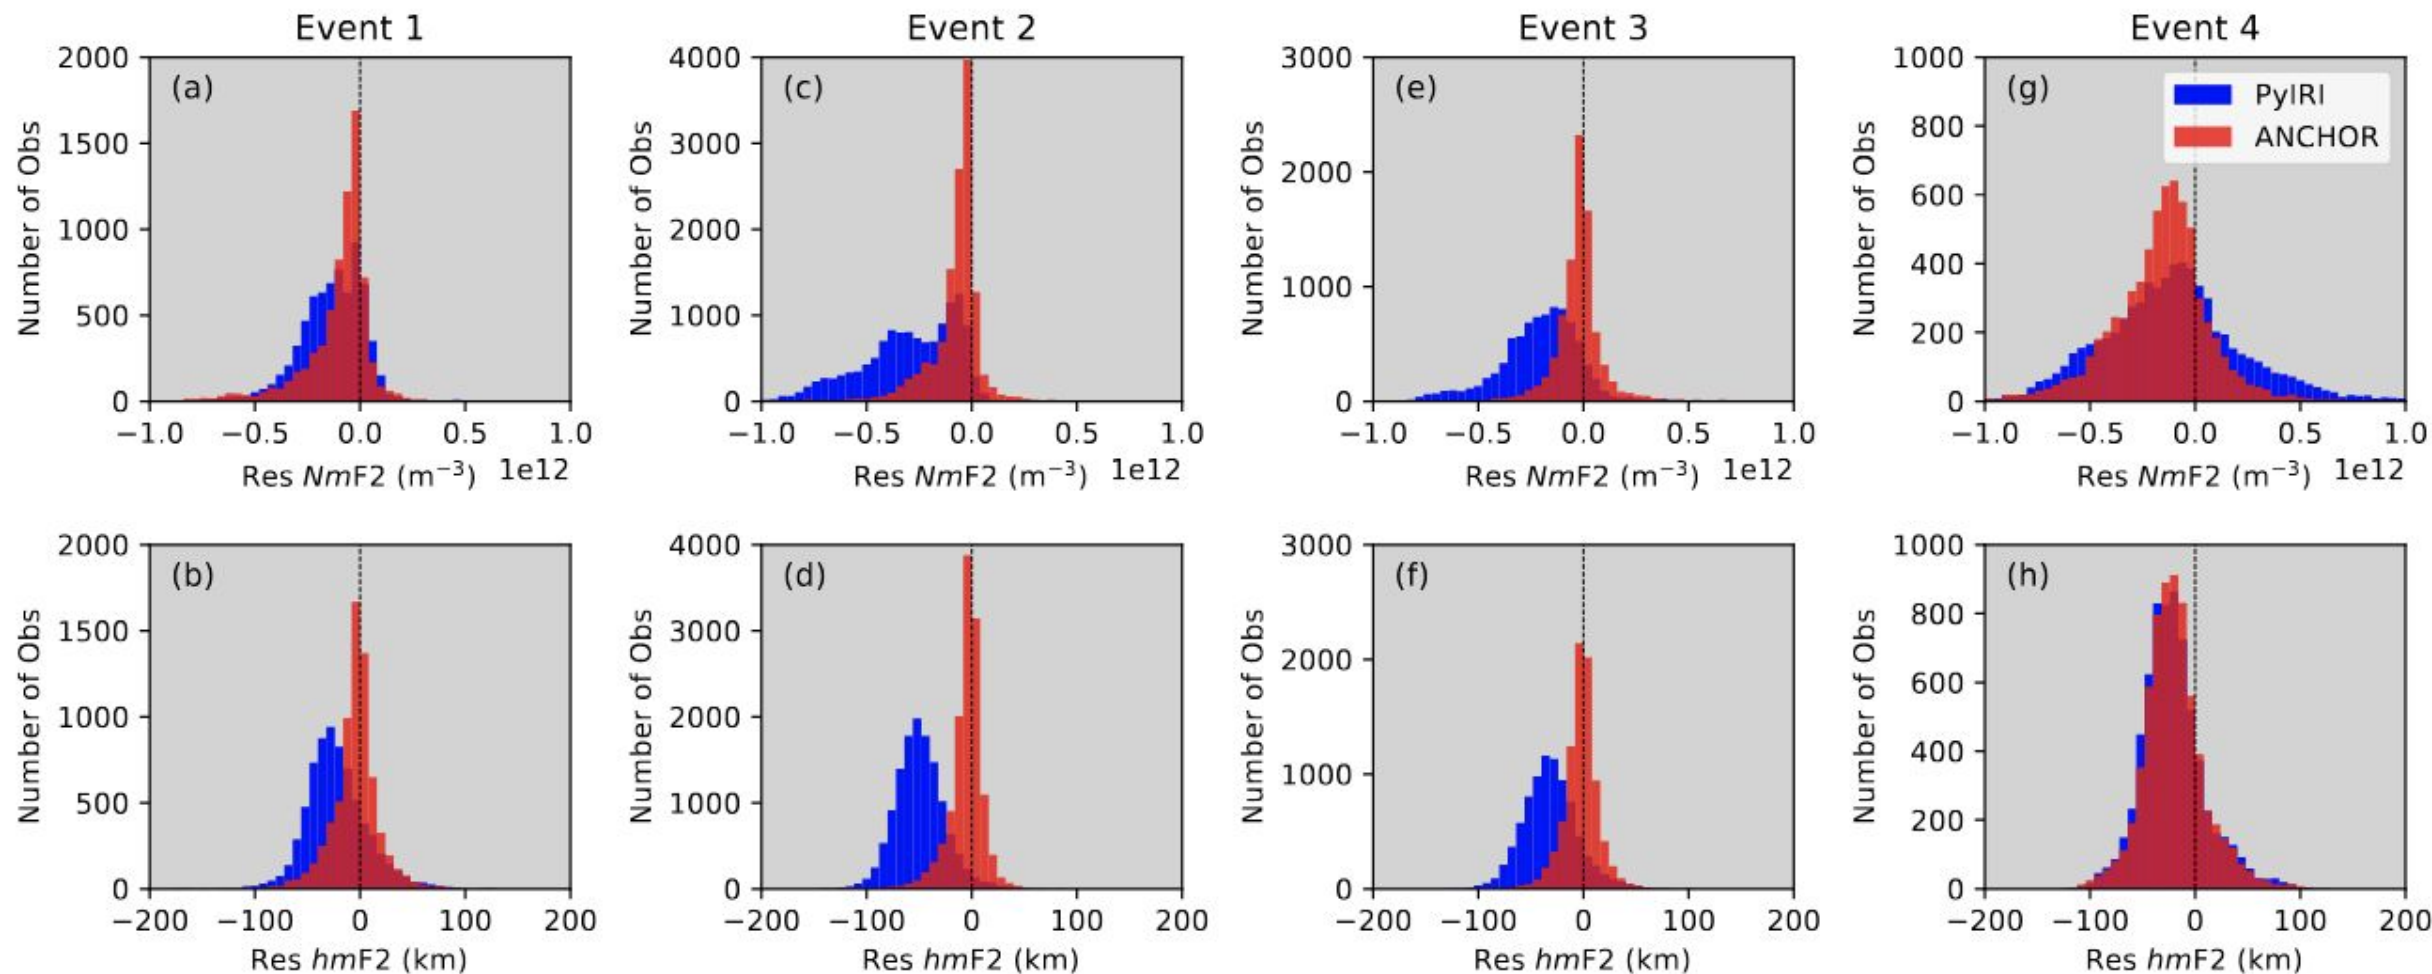 Event 1 Event 2 Event 3 Event 4
(a) (c) (e) (g)
PyIRI
ANCHOR
Number of Obs Number of Obs Number of Obs Number of Obs
2000 4000 3000 1000
1500 3000 2000 800
1000 2000 1000 600
500 1000 0 400
0 0 200
0
−1.0 −0.5 0.0 0.5 1.0 −1.0 −0.5 0.0 0.5 1.0 −1.0 −0.5 0.0 0.5 1.0 −1.0 −0.5 0.0 0.5 1.0
Res NmF2 (m⁻³) 1e12 Res NmF2 (m⁻³) 1e12 Res NmF2 (m⁻³) 1e12 Res NmF2 (m⁻³) 1e12
(b) (d) (f) (h)
Number of Obs Number of Obs Number of Obs Number of Obs
2000 4000 3000 1000
1500 3000 2000 800
1000 2000 1000 600
500 1000 0 400
0 0 200
0
−200 −100 0 100 200 −200 −100 0 100 200 −200 −100 0 100 200 −200 −100 0 100 200
Res hmF2 (km) Res hmF2 (km) Res hmF2 (km) Res hmF2 (km)